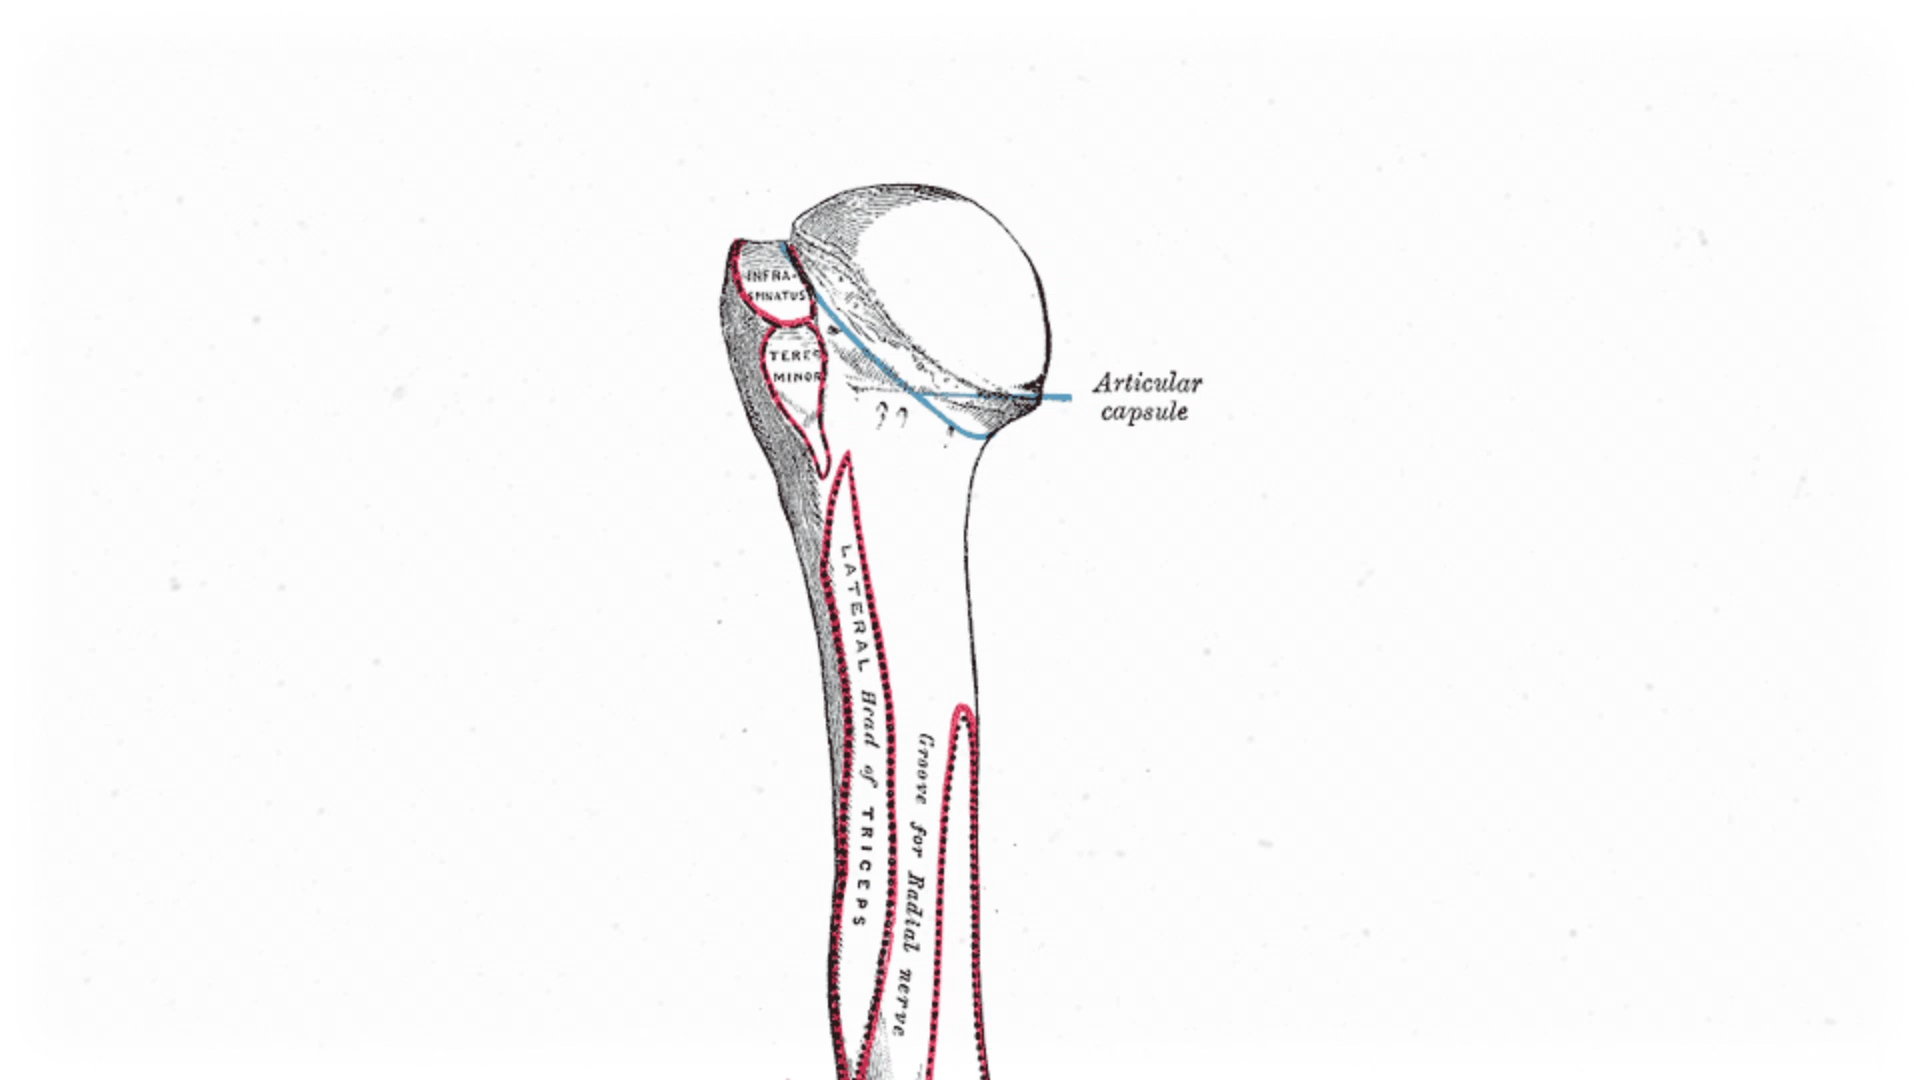 INFRA-
SPINATUS
TERES
MINOR
Articular
capsule
LATERAL Head of TRICEPS
Groove for Radial nerve